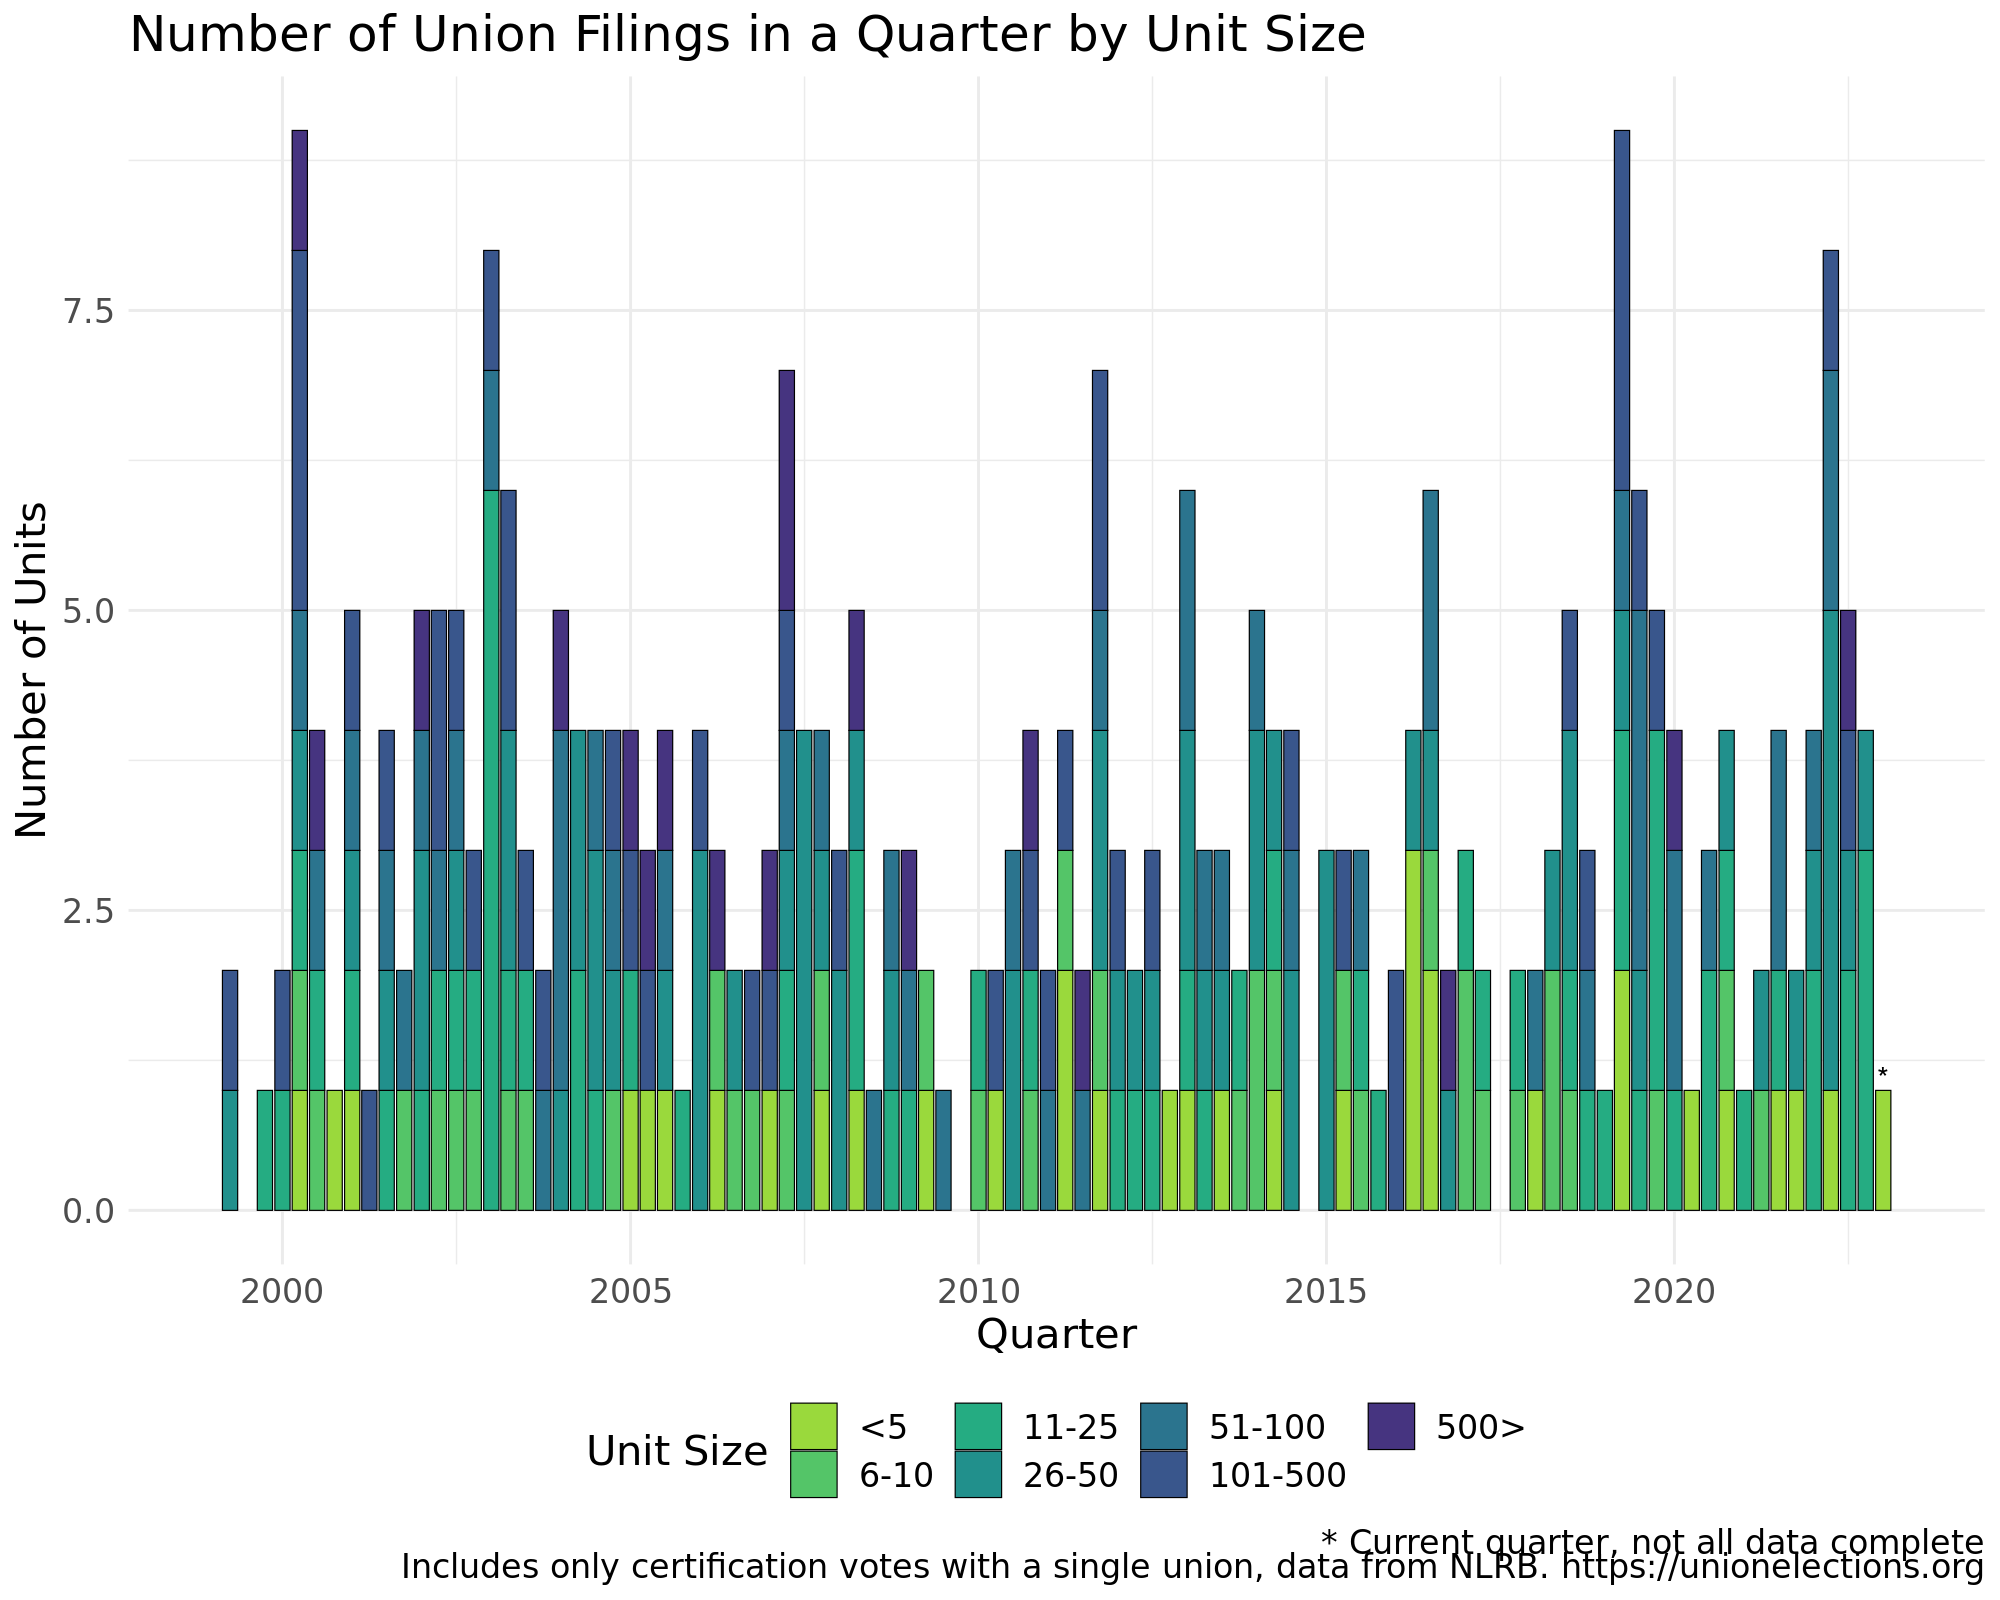 Number of Union Filings in a Quarter by Unit Size
Number of Units
7.5
5.0
2.5
0.0
*
2000 2005 2010 2015 2020
Quarter
Unit Size
<5 11-25 51-100 500>
6-10 26-50 101-500
* Current quarter, not all data complete
Includes only certification votes with a single union, data from NLRB. https://unionelections.org